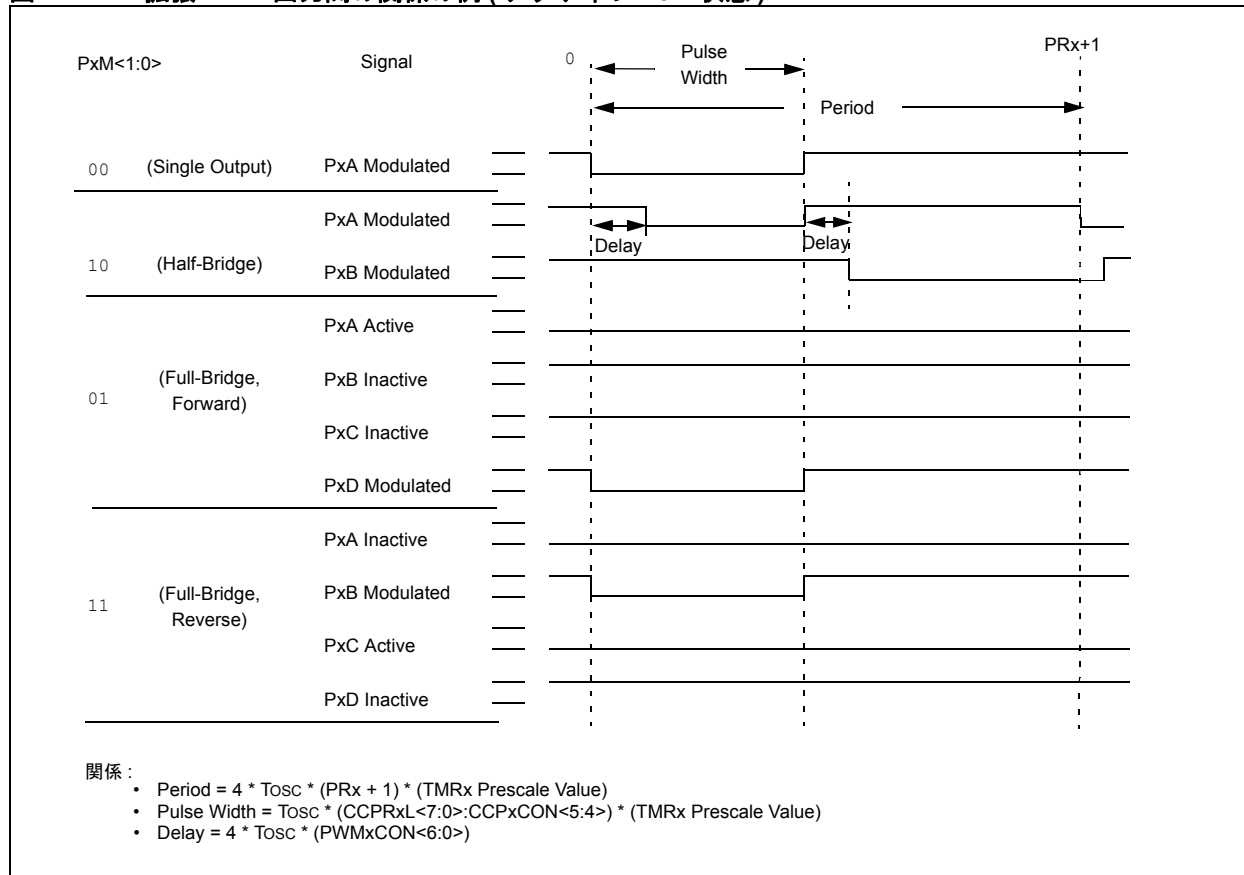 PxM<1:0>
Signal
0
Pulse
Width
PRx+1
Period
00
(Single Output)
PxA Modulated
PxA Modulated
Delay
Delay
10
(Half-Bridge)
PxB Modulated
PxA Active
01
(Full-Bridge,
Forward)
PxB Inactive
PxC Inactive
PxD Modulated
PxA Inactive
11
(Full-Bridge,
Reverse)
PxB Modulated
PxC Active
PxD Inactive
関係 :
• Period = 4 * TOSC * (PRx + 1) * (TMRx Prescale Value)
• Pulse Width = TOSC * (CCPRxL<7:0>:CCPxCON<5:4>) * (TMRx Prescale Value)
• Delay = 4 * TOSC * (PWMxCON<6:0>)